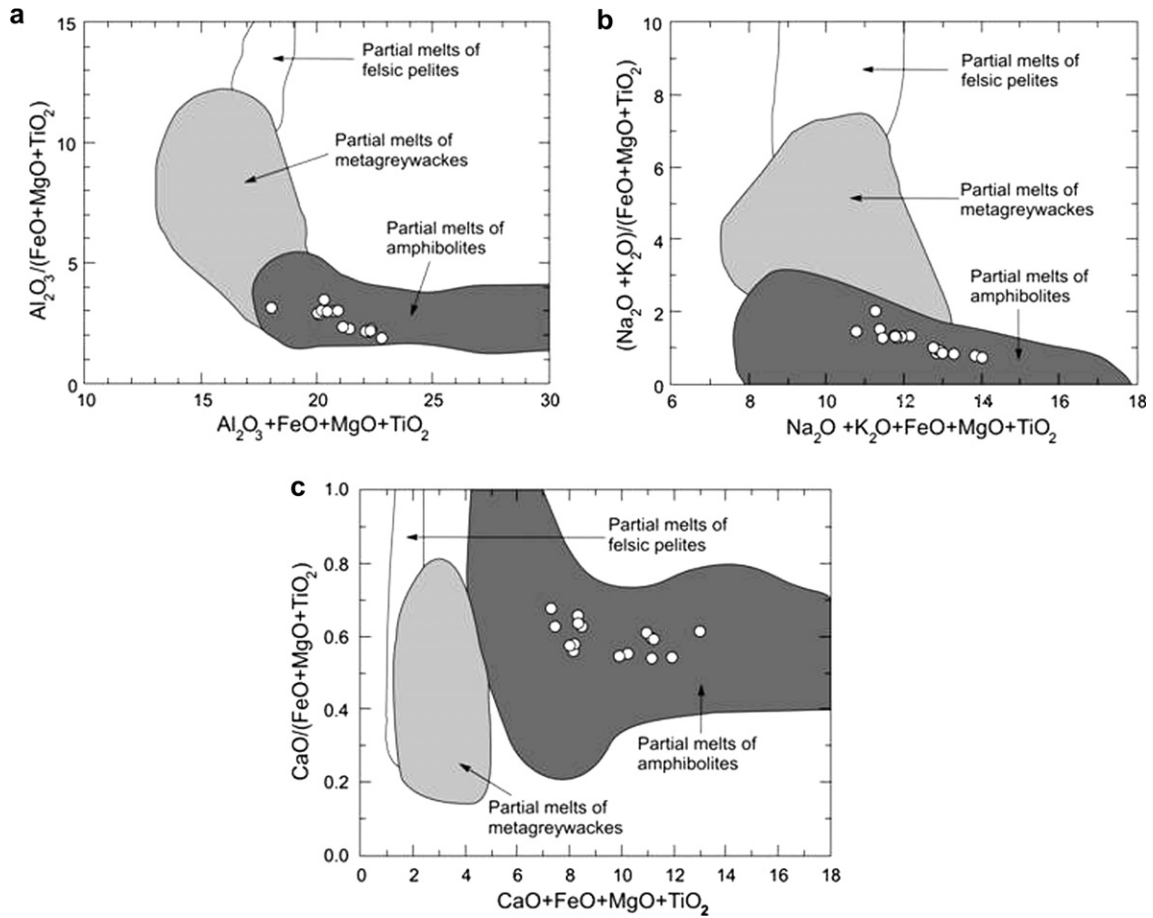 a
15
10
5
0
Al₂O₃/(FeO+MgO+TiO₂)
Partial melts of
felsic pelites
Partial melts of
metagreywackes
Partial melts of
amphibolites
10 15 20 25 30
Al₂O₃+FeO+MgO+TiO₂
b
10
8
6
4
2
0
(Na₂O +K₂O)/(FeO+MgO+TiO₂)
Partial melts of
felsic pelites
Partial melts of
metagreywackes
Partial melts of
amphibolites
6 8 10 12 14 16 18
Na₂O +K₂O+FeO+MgO+TiO₂
c
1.0
0.8
0.6
0.4
0.2
0.0
CaO/(FeO+MgO+TiO₂)
Partial melts of
felsic pelites
Partial melts of
amphibolites
Partial melts of
metagreywackes
0 2 4 6 8 10 12 14 16 18
CaO+FeO+MgO+TiO₂